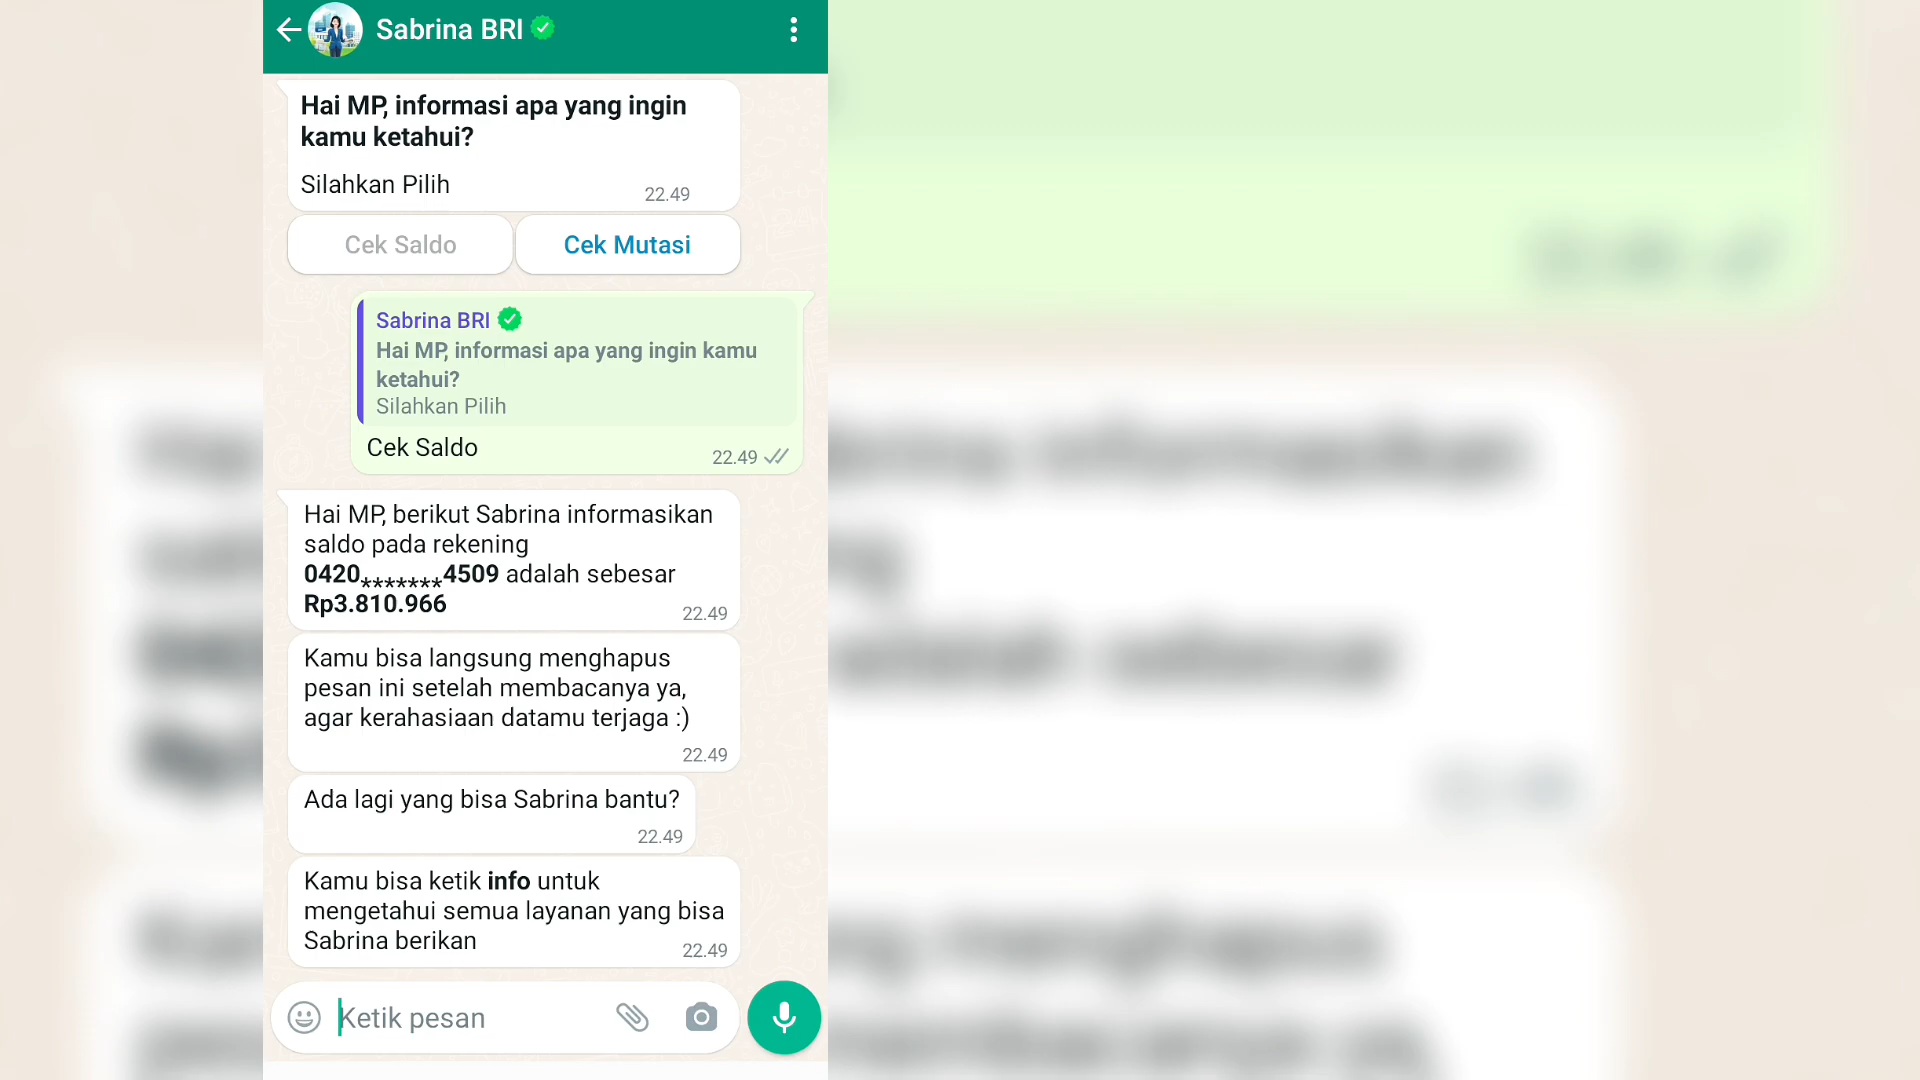 Sabrina BRI
Hai MP, informasi apa yang ingin
kamu ketahui?
Silahkan Pilih
22.49
Cek Saldo
Cek Mutasi
Sabrina BRI
Hai MP, informasi apa yang ingin kamu
ketahui?
Silahkan Pilih
Cek Saldo
22.49
Hai MP, berikut Sabrina informasikan
saldo pada rekening
0420*******4509 adalah sebesar
Rp3.810.966
22.49
Kamu bisa langsung menghapus
pesan ini setelah membacanya ya,
agar kerahasiaan datamu terjaga :)
22.49
Ada lagi yang bisa Sabrina bantu?
22.49
Kamu bisa ketik info untuk
mengetahui semua layanan yang bisa
Sabrina berikan
22.49
Ketik pesan